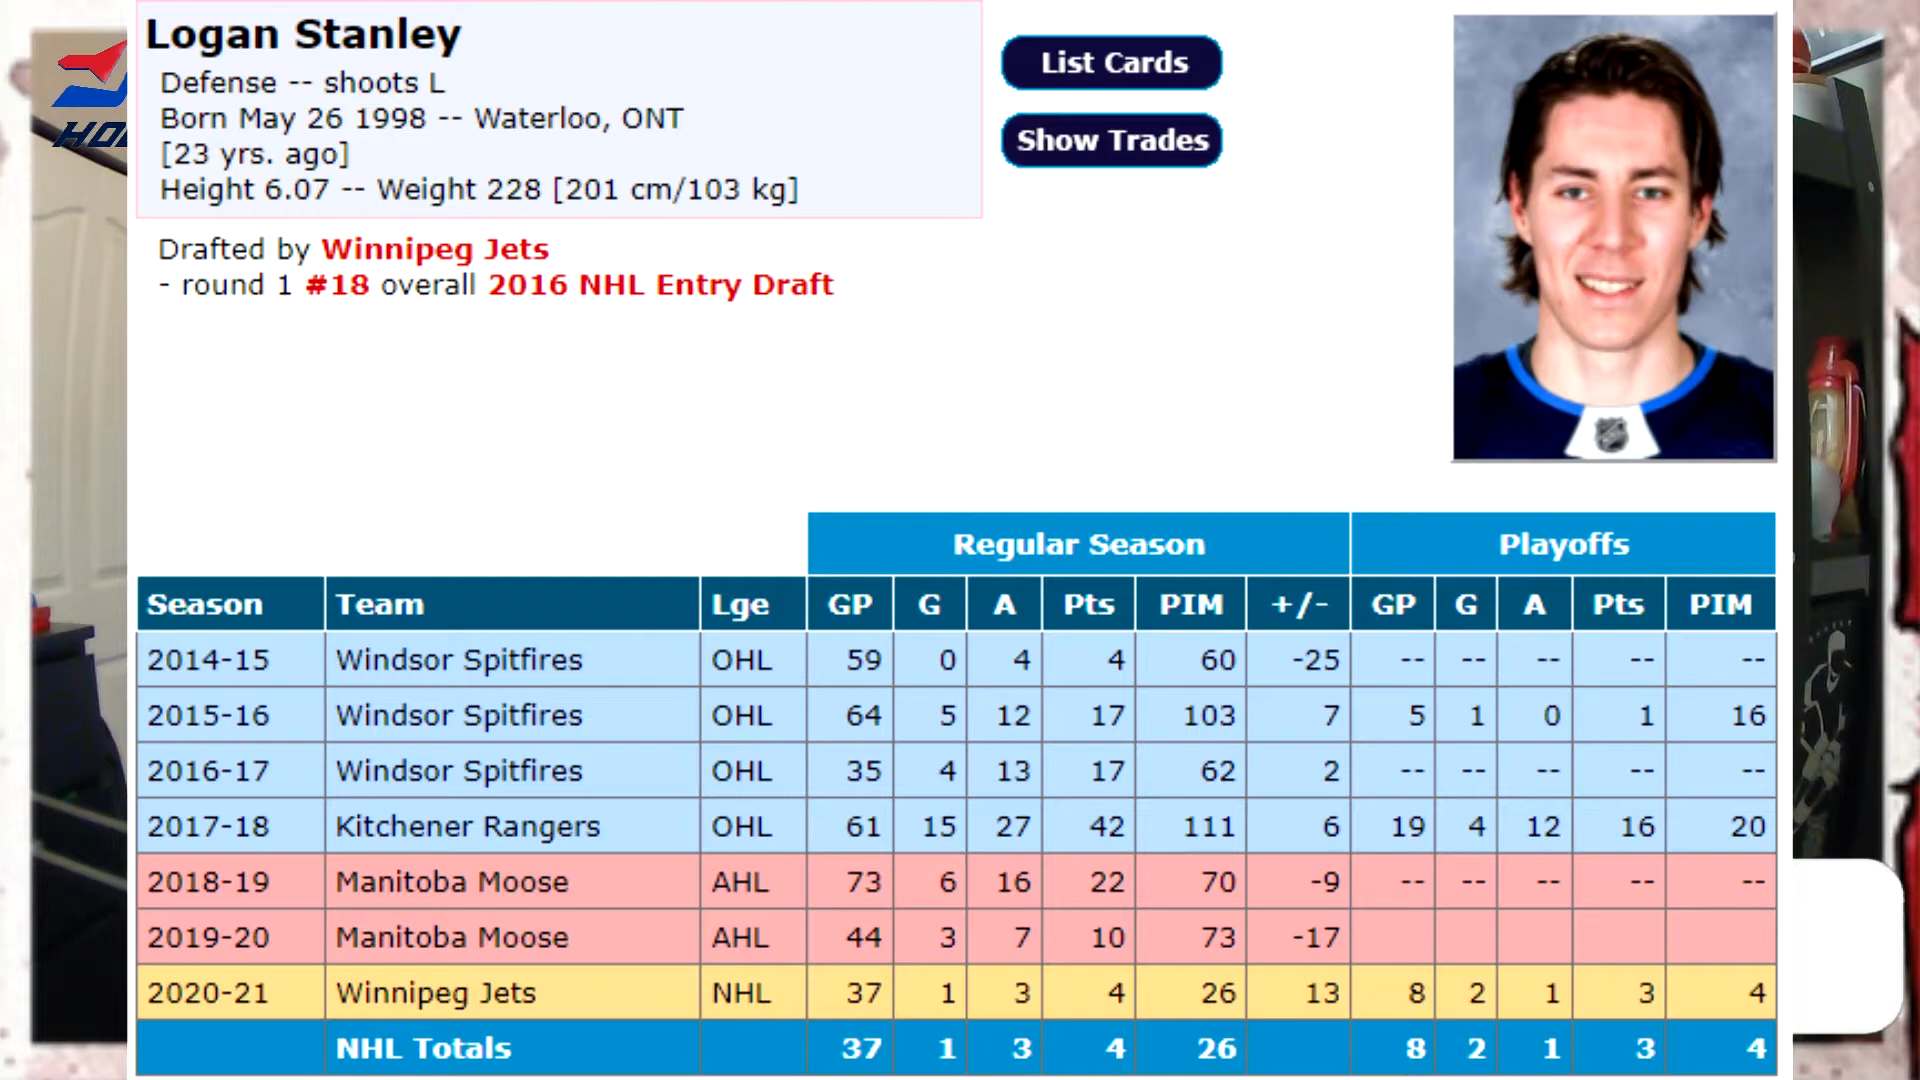 Logan Stanley
Defense -- shoots L
Born May 26 1998 -- Waterloo, ONT
[23 yrs. ago]
Height 6.07 -- Weight 228 [201 cm/103 kg]
List Cards
Show Trades
Drafted by Winnipeg Jets
- round 1 #18 overall 2016 NHL Entry Draft
Regular Season Playoffs
Season Team Lge GP G A Pts PIM +/- GP G A Pts PIM
2014-15 Windsor Spitfires OHL 59 0 4 4 60 -25 -- -- -- -- --
2015-16 Windsor Spitfires OHL 64 5 12 17 103 7 5 1 0 1 16
2016-17 Windsor Spitfires OHL 35 4 13 17 62 2 -- -- -- -- --
2017-18 Kitchener Rangers OHL 61 15 27 42 111 6 19 4 12 16 20
2018-19 Manitoba Moose AHL 73 6 16 22 70 -9 -- -- -- -- --
2019-20 Manitoba Moose AHL 44 3 7 10 73 -17
2020-21 Winnipeg Jets NHL 37 1 3 4 26 13 8 2 1 3 4
NHL Totals 37 1 3 4 26 8 2 1 3 4